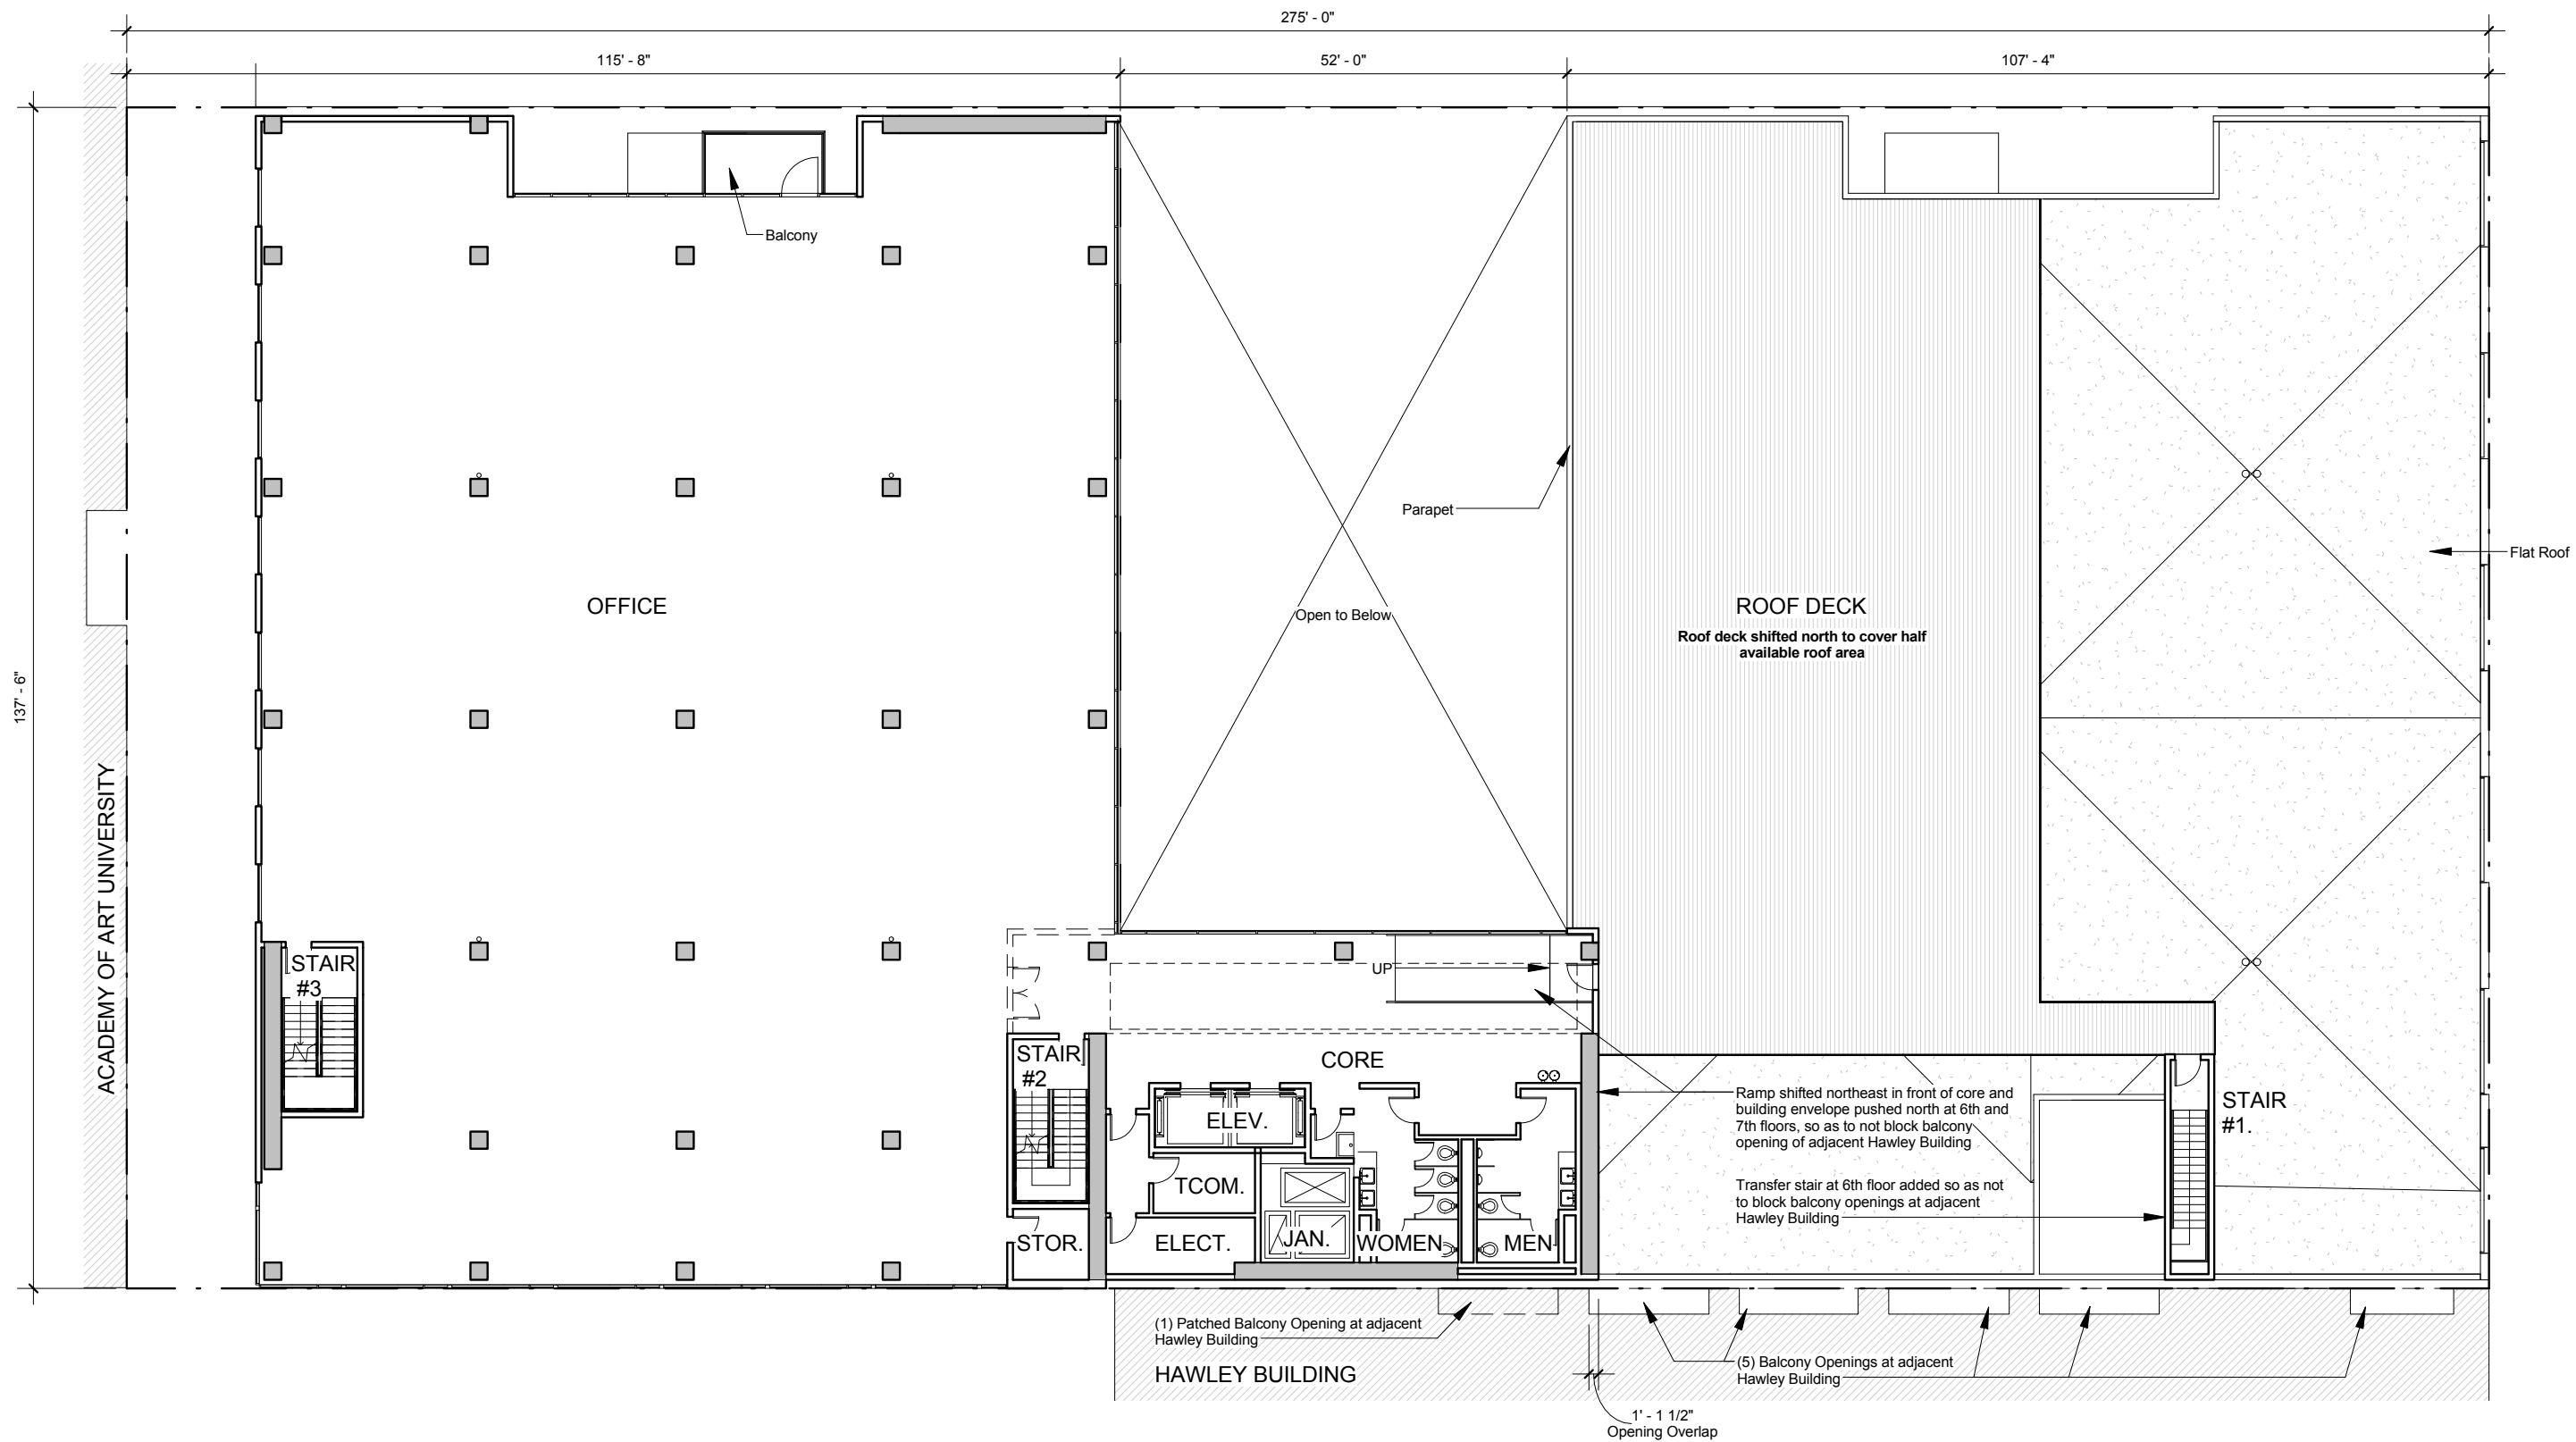 275' - 0"
115' - 8"
52' - 0"
107' - 4"
137' - 6"
Balcony
Parapet
Flat Roof
OFFICE
Open to Below
ROOF DECK
Roof deck shifted north to cover half
available roof area
ACADEMY OF ART UNIVERSITY
STAIR
#3
UP
STAIR
#2
CORE
ELEV.
Ramp shifted northeast in front of core and
building envelope pushed north at 6th and
7th floors, so as to not block balcony
opening of adjacent Hawley Building
STAIR
#1.
TCOM.
Transfer stair at 6th floor added so as not
to block balcony openings at adjacent
Hawley Building
STOR.
ELECT.
JAN.
WOMEN
MEN
(1) Patched Balcony Opening at adjacent
Hawley Building
HAWLEY BUILDING
(5) Balcony Openings at adjacent
Hawley Building
1' - 1 1/2"
Opening Overlap